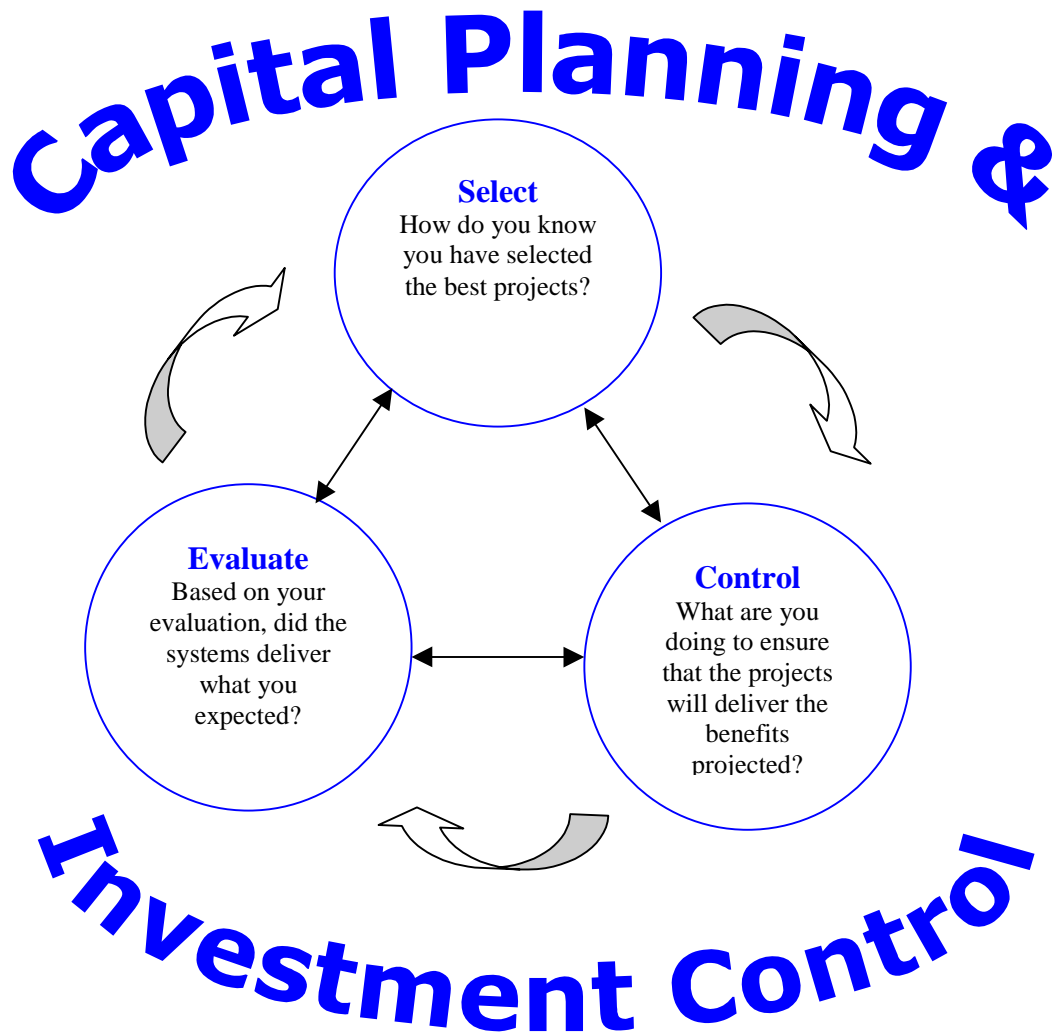 Capital Planning &
Select
How do you know
you have selected
the best projects?
Evaluate
Based on your
evaluation, did the
systems deliver
what you
expected?
Control
What are you
doing to ensure
that the projects
will deliver the
benefits
projected?
Investment Control